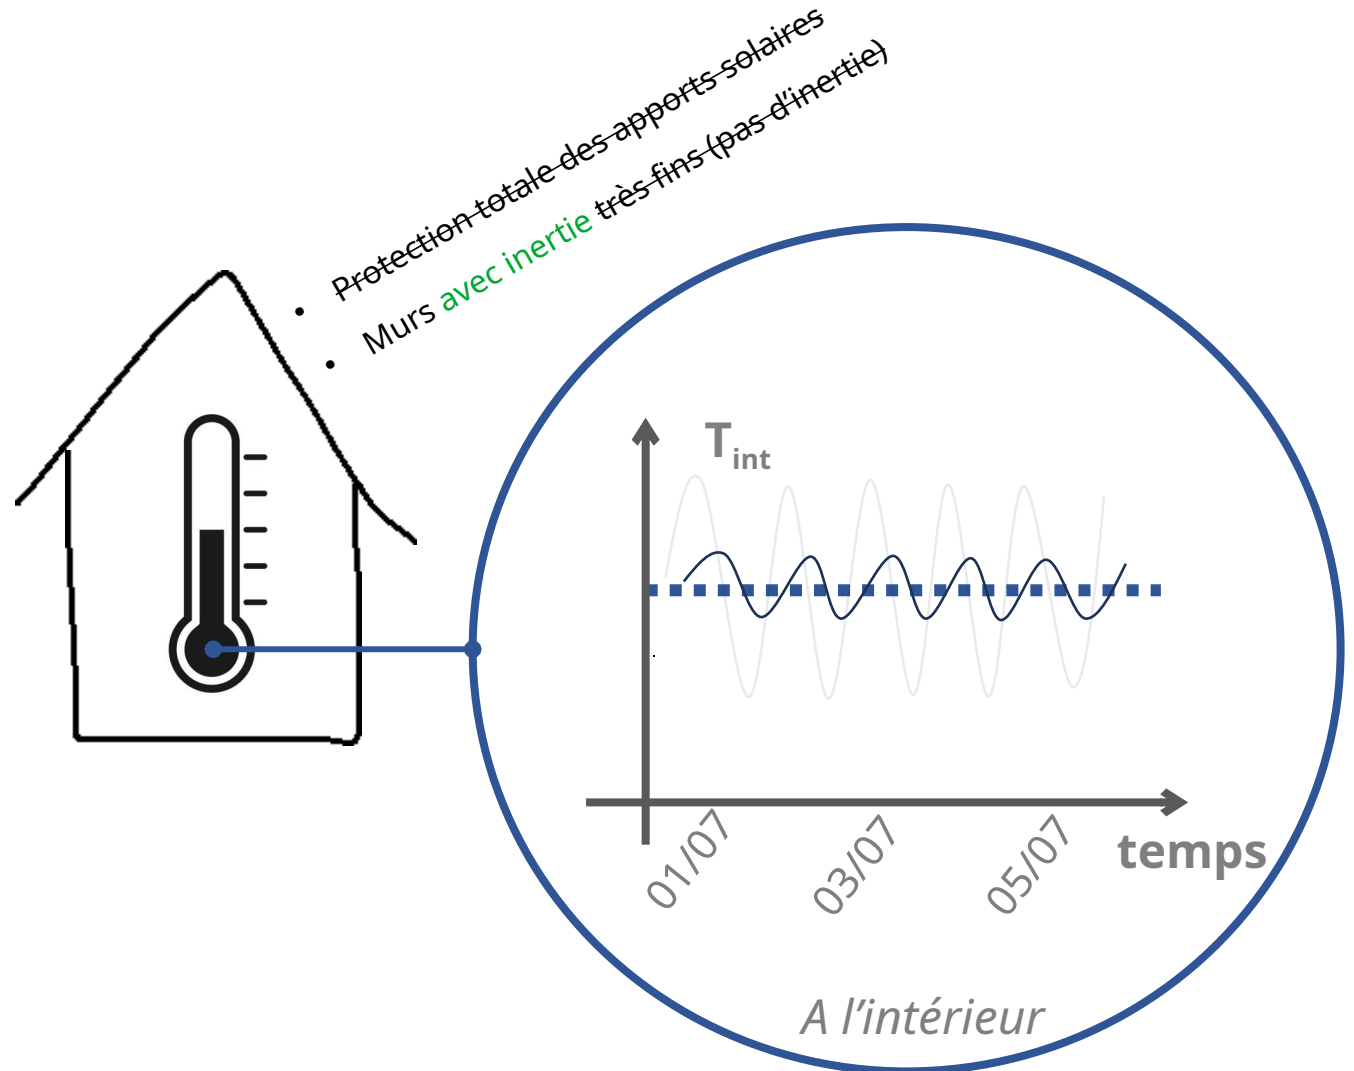 • Protection totale des apports solaires
• Murs avec inertie très fins (pas d’inertie)
Tint
01/07
03/07
05/07
temps
A l’intérieur